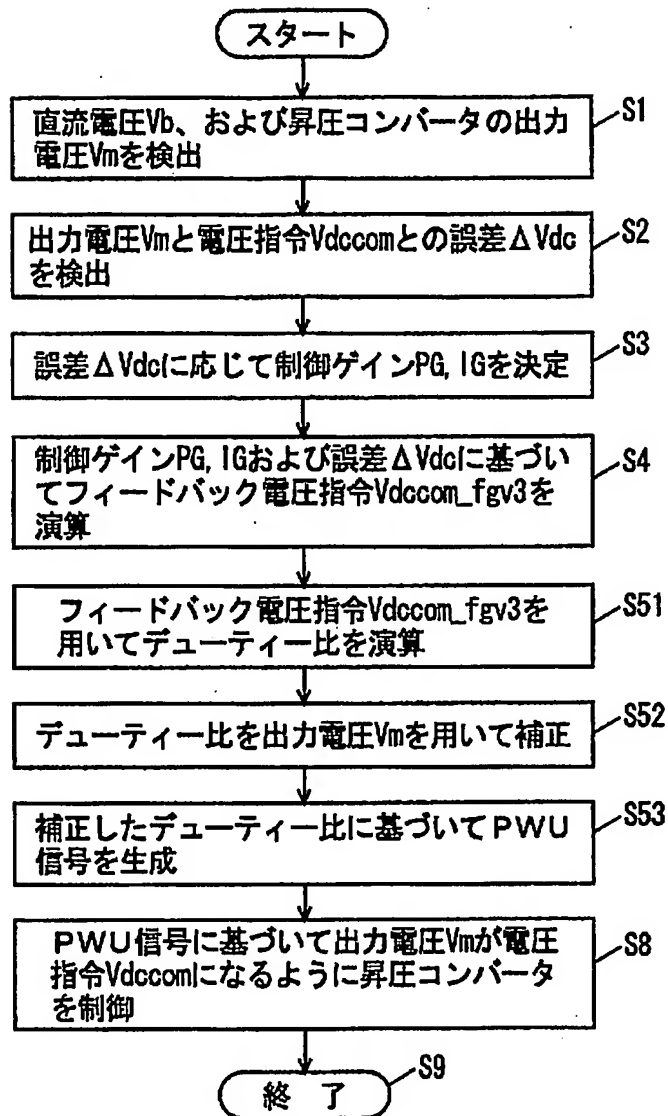 スタート
直流電圧Vb、および昇圧コンバータの出力
電圧Vmを検出
S1
出力電圧Vmと電圧指令Vdccomとの誤差ΔVdc
を検出
S2
誤差ΔVdcに応じて制御ゲインPG, IGを決定
S3
制御ゲインPG, IGおよび誤差ΔVdcに基づい
てフィードバック電圧指令Vdccom_fgv3を
演算
S4
フィードバック電圧指令Vdccom_fgv3を
用いてデューティー比を演算
S51
デューティー比を出力電圧Vmを用いて補正
S52
補正したデューティー比に基づいてPWU
信号を生成
S53
PWU信号に基づいて出力電圧Vmが電圧
指令Vdccomになるように昇圧コンバータ
を制御
S8
終 了
S9